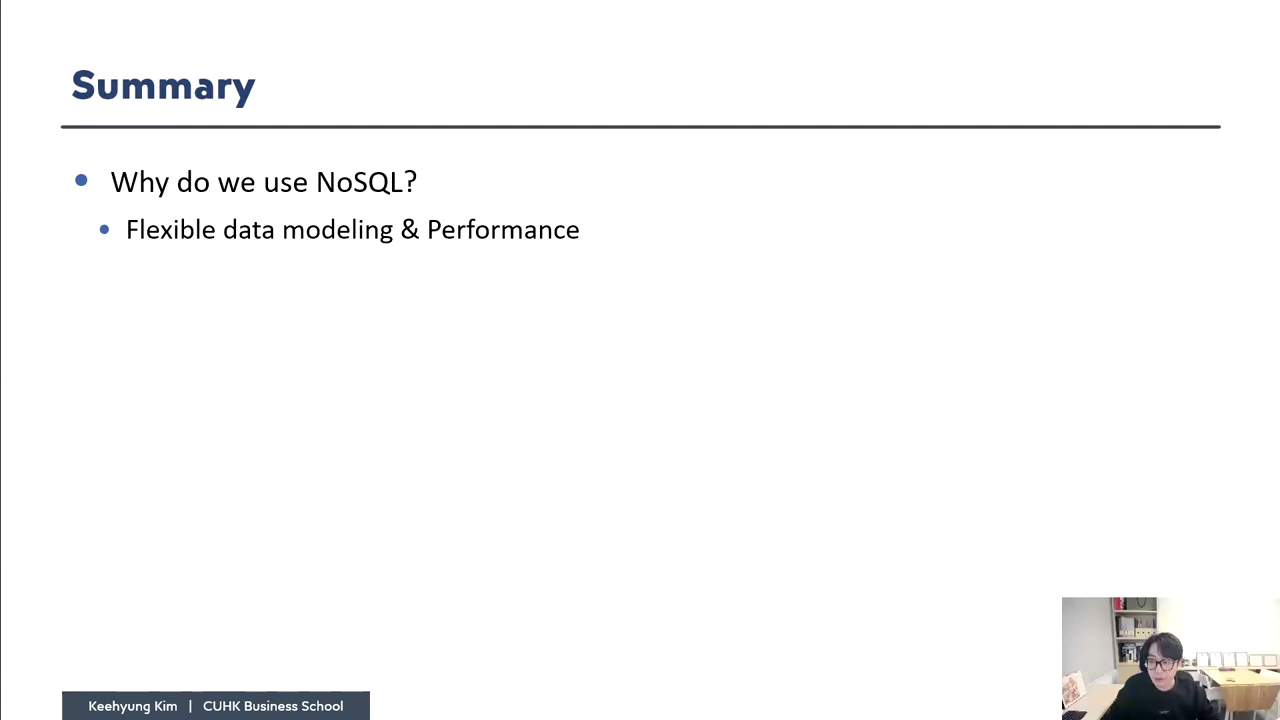 Summary
Why do we use NoSQL?
Flexible data modeling & Performance
Keehyung Kim | CUHK Business School